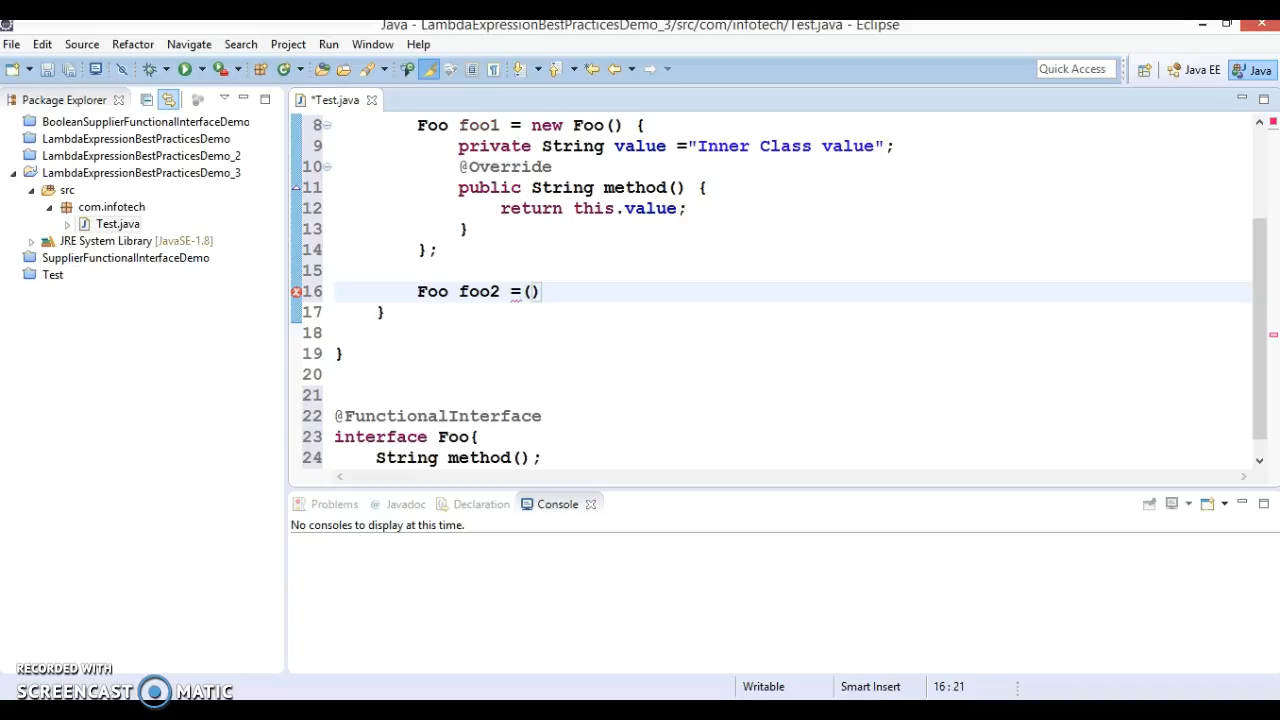 Java - LambdaExpressionBestPracticesDemo_3/src/com/infotech/Test.java - Eclipse
File Edit Source Refactor Navigate Search Project Run Window Help
Quick Access Java EE Java
Package Explorer
BooleanSupplierFunctionalInterfaceDemo
LambdaExpressionBestPracticesDemo
LambdaExpressionBestPracticesDemo_2
LambdaExpressionBestPracticesDemo_3
src
com.infotech
Test.java
JRE System Library [JavaSE-1.8]
SupplierFunctionalInterfaceDemo
Test
*Test.java
8 Foo foo1 = new Foo() {
9 private String value ="Inner Class value";
10 @Override
11 public String method() {
12 return this.value;
13 }
14 };
15
16 Foo foo2 =()
17 }
18
19 }
20
21
22 @FunctionalInterface
23 interface Foo{
24 String method();
Problems @ Javadoc Declaration Console
No consoles to display at this time.
Writable Smart Insert 16 : 21
RECORDED WITH
SCREENCAST MATIC